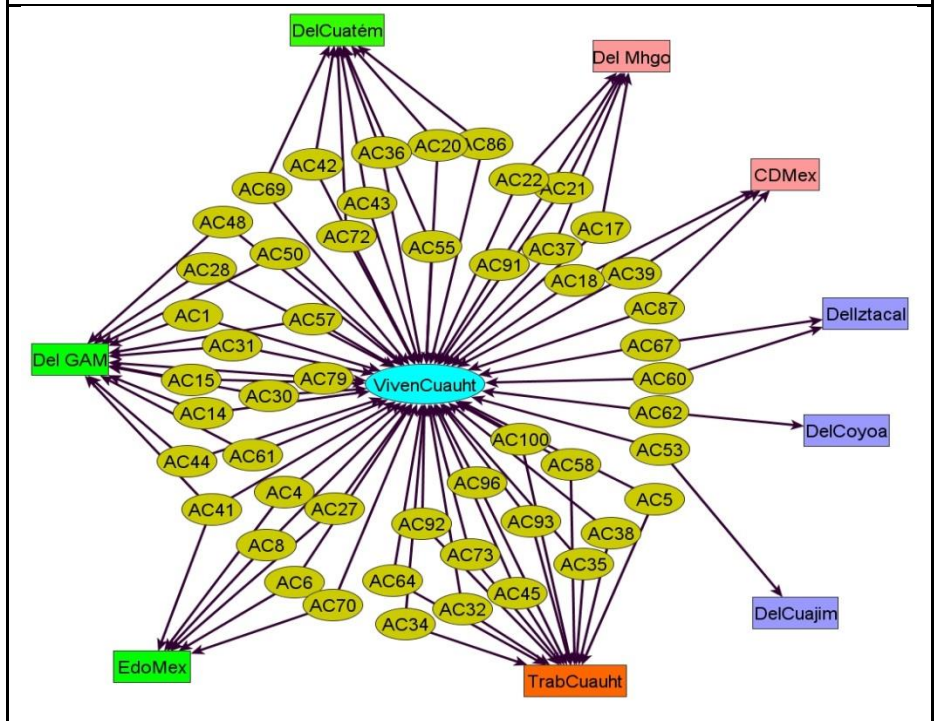 DelCuatém
Del Mhgo
CDMex
DelIztacal
DelCoyoa
DelCuajim
TrabCuauht
EdoMex
Del GAM
VivenCuauht
AC20
AC86
AC36
AC42
AC69
AC43
AC72
AC55
AC22
AC21
AC17
AC37
AC91
AC18
AC39
AC87
AC48
AC50
AC28
AC1
AC57
AC31
AC15
AC79
AC30
AC14
AC61
AC44
AC41
AC4
AC27
AC8
AC6
AC70
AC67
AC60
AC62
AC53
AC100
AC58
AC5
AC96
AC93
AC38
AC92
AC73
AC35
AC64
AC45
AC32
AC34